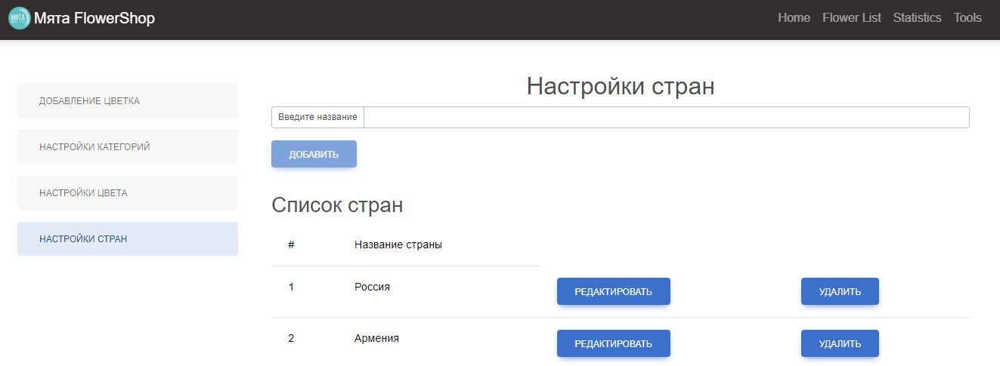 МЯТА Мята FlowerShop Home Flower List Statistics Tools
Настройки стран
ДОБАВЛЕНИЕ ЦВЕТКА
НАСТРОЙКИ КАТЕГОРИЙ
НАСТРОЙКИ ЦВЕТА
НАСТРОЙКИ СТРАН
Введите название
ДОБАВИТЬ
Список стран
# Название страны
1 Россия РЕДАКТИРОВАТЬ УДАЛИТЬ
2 Армения РЕДАКТИРОВАТЬ УДАЛИТЬ